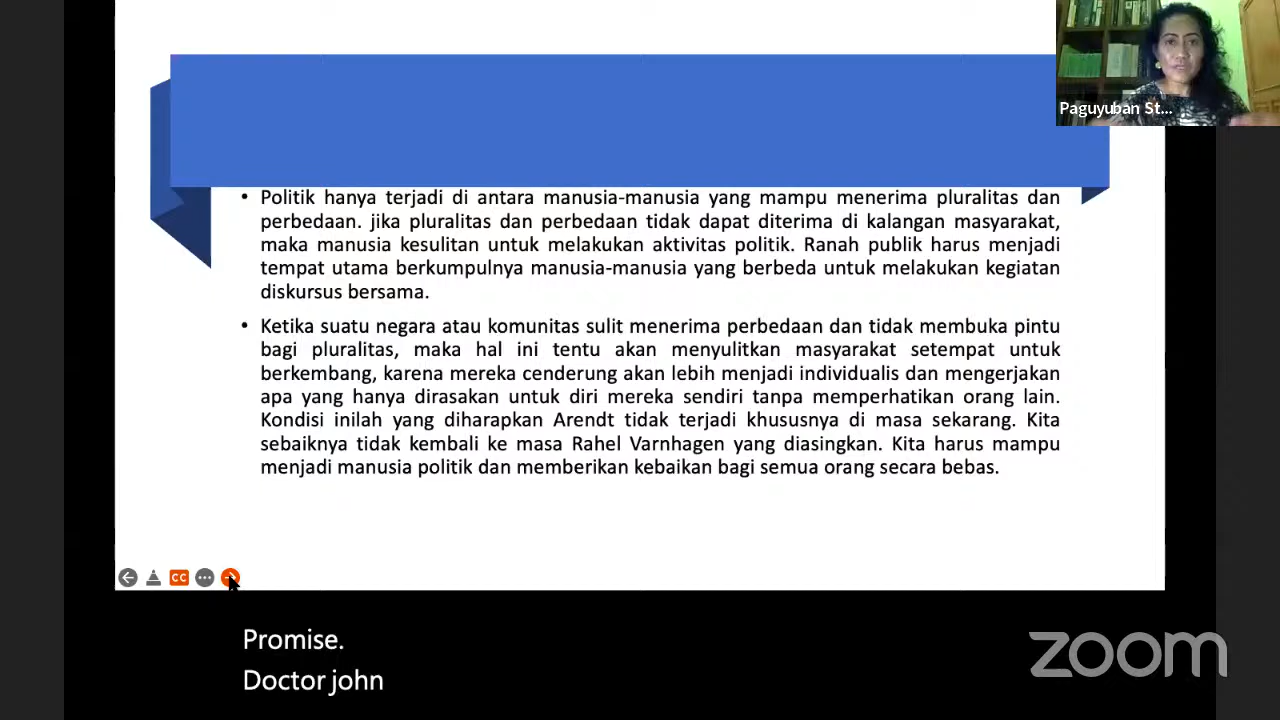 Paguyuban St...
• Politik hanya terjadi di antara manusia-manusia yang mampu menerima pluralitas dan
perbedaan. jika pluralitas dan perbedaan tidak dapat diterima di kalangan masyarakat,
maka manusia kesulitan untuk melakukan aktivitas politik. Ranah publik harus menjadi
tempat utama berkumpulnya manusia-manusia yang berbeda untuk melakukan kegiatan
diskursus bersama.
• Ketika suatu negara atau komunitas sulit menerima perbedaan dan tidak membuka pintu
bagi pluralitas, maka hal ini tentu akan menyulitkan masyarakat setempat untuk
berkembang, karena mereka cenderung akan lebih menjadi individualis dan mengerjakan
apa yang hanya dirasakan untuk diri mereka sendiri tanpa memperhatikan orang lain.
Kondisi inilah yang diharapkan Arendt tidak terjadi khususnya di masa sekarang. Kita
sebaiknya tidak kembali ke masa Rahel Varnhagen yang diasingkan. Kita harus mampu
menjadi manusia politik dan memberikan kebaikan bagi semua orang secara bebas.
CC
Promise.
Doctor john
zoom